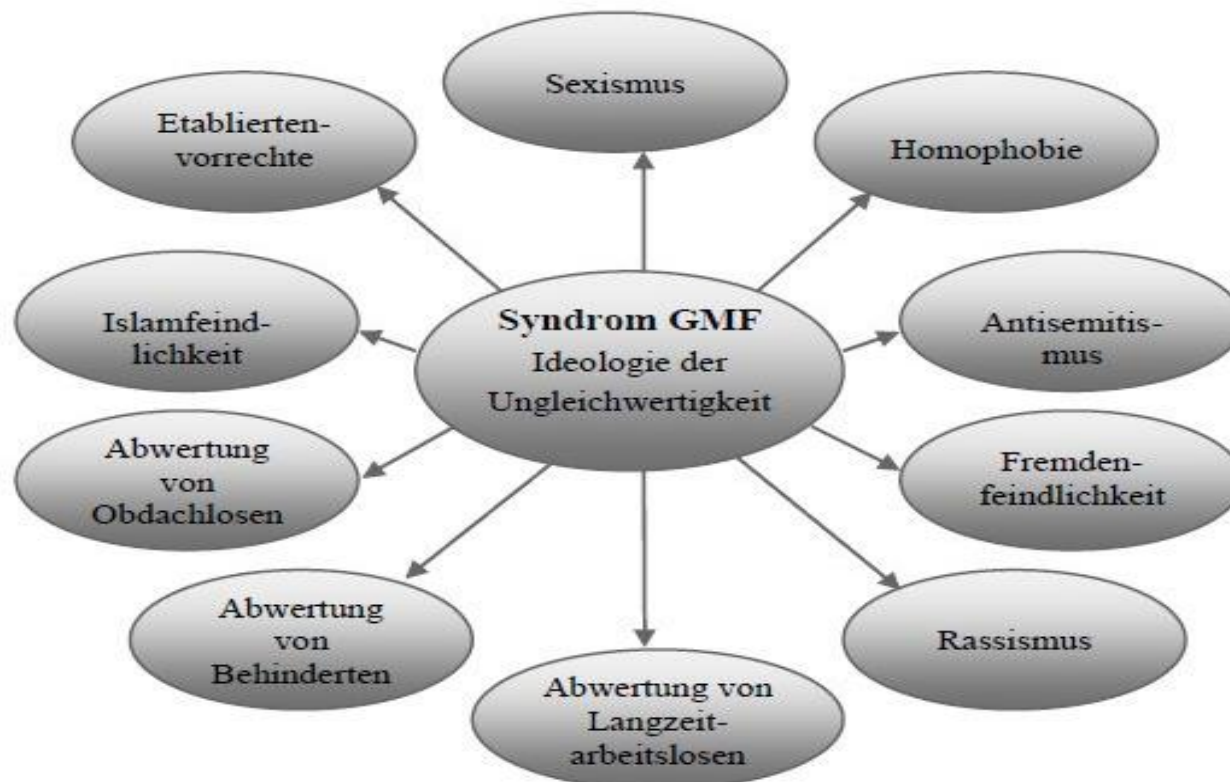 Sexismus
Etablierten-
vorrechte
Homophobie
Syndrom GMF
Ideologie der
Ungleichwertigkeit
Islamfeind-
lichkeit
Antisemitis-
mus
Abwertung
von
Obdachlosen
Fremden-
feindlichkeit
Abwertung
von
Behinderten
Rassismus
Abwertung von
Langzeit-
arbeitslosen